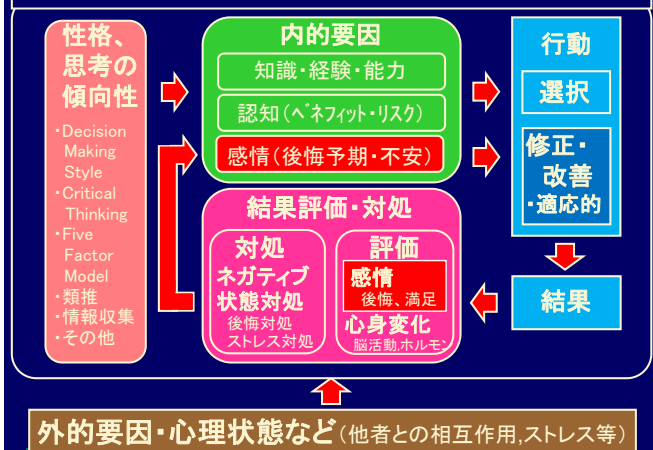 性格、
思考の
傾向性
・Decision
Making
Style
・Critical
Thinking
・Five
Factor
Model
・類推
・情報収集
・その他
内的要因
知識・経験・能力
認知(ベネフィット・リスク)
感情(後悔予期・不安)
行動
選択
修正・
改善
・適応的
結果
結果評価・対処
対処
ネガティブ
状態対処
後悔対処
ストレス対処
評価
感情
後悔、満足
心身変化
脳活動,ホルモン
外的要因・心理状態など(他者との相互作用,ストレス等)